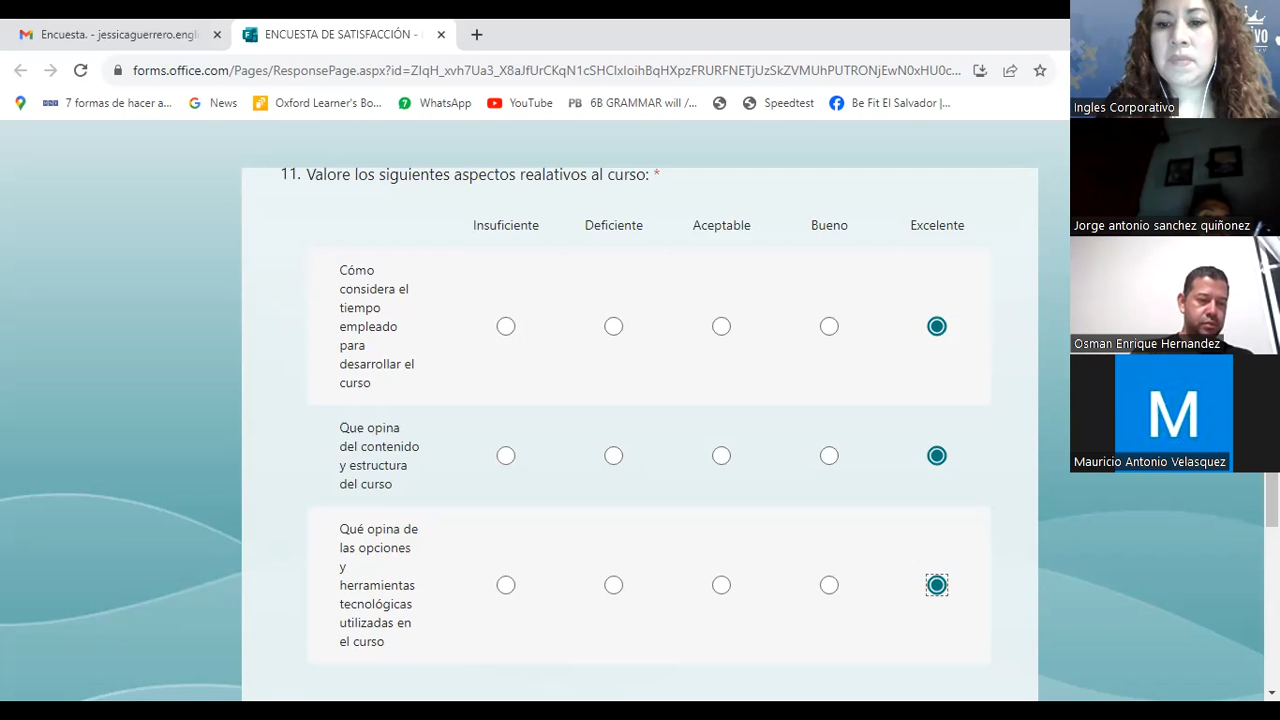 Encuesta. - jessicaguerrero.engli
ENCUESTA DE SATISFACCIÓN - (
forms.office.com/Pages/ResponsePage.aspx?id=ZIqH_xvh7Ua3_X8aJfUrCKqN1cSHCIxIoihBqHXpzFRURFNETjUzSkZVMUhUTRONjEwN0xHU0c...
7 formas de hacer a...
News
Oxford Learner's Bo...
WhatsApp
YouTube
PB 6B GRAMMAR will /...
Speedtest
Be Fit El Salvador |...
11. Valore los siguientes aspectos realativos al curso: *
Insuficiente Deficiente Aceptable Bueno Excelente
Cómo
considera el
tiempo
empleado
para
desarrollar el
curso
Que opina
del contenido
y estructura
del curso
Qué opina de
las opciones
y
herramientas
tecnológicas
utilizadas en
el curso
Ingles Corporativo
Jorge antonio sanchez quiñonez
Osman Enrique Hernandez
M
Mauricio Antonio Velasquez